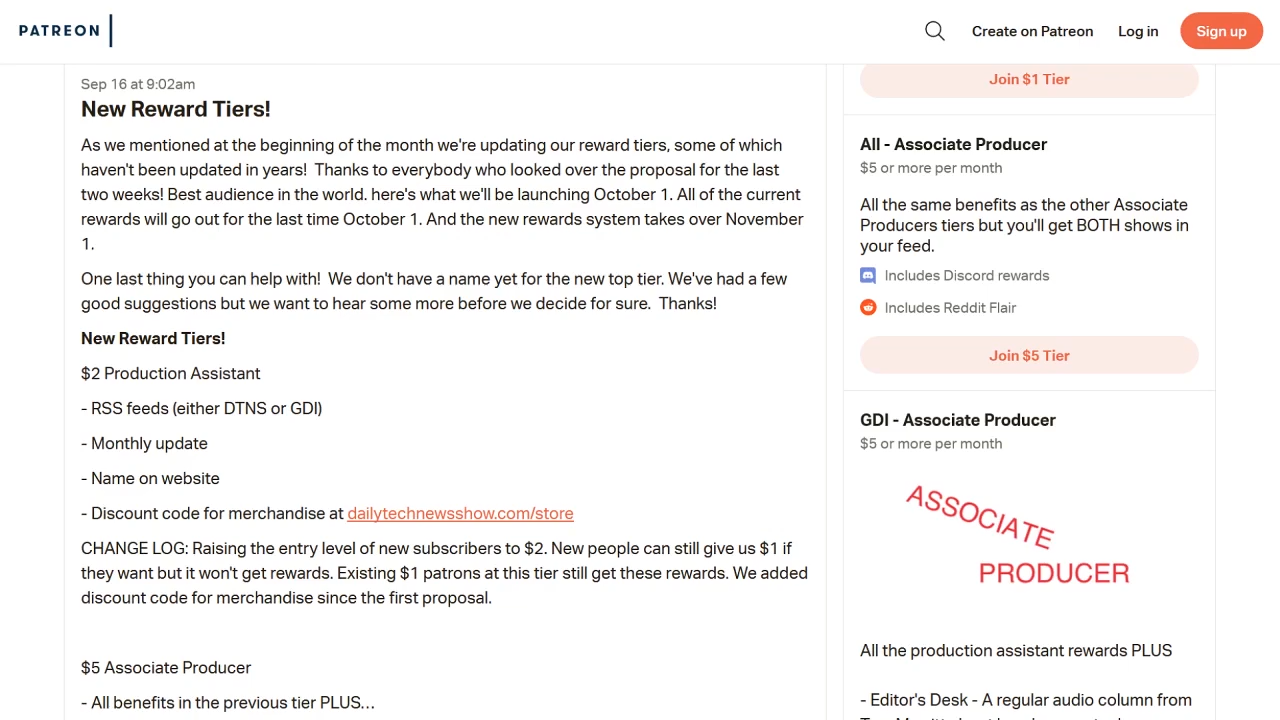 PATREON
Create on Patreon
Log in
Sign up
Sep 16 at 9:02am
New Reward Tiers!
As we mentioned at the beginning of the month we're updating our reward tiers, some of which
haven't been updated in years!  Thanks to everybody who looked over the proposal for the last
two weeks! Best audience in the world. here's what we'll be launching October 1. All of the current
rewards will go out for the last time October 1. And the new rewards system takes over November
1.
One last thing you can help with!  We don't have a name yet for the new top tier. We've had a few
good suggestions but we want to hear some more before we decide for sure.  Thanks!
New Reward Tiers!
$2 Production Assistant
- RSS feeds (either DTNS or GDI)
- Monthly update
- Name on website
- Discount code for merchandise at dailytechnewsshow.com/store
CHANGE LOG: Raising the entry level of new subscribers to $2. New people can still give us $1 if
they want but it won't get rewards. Existing $1 patrons at this tier still get these rewards. We added
discount code for merchandise since the first proposal.
$5 Associate Producer
- All benefits in the previous tier PLUS…
Join $1 Tier
All - Associate Producer
$5 or more per month
All the same benefits as the other Associate
Producers tiers but you'll get BOTH shows in
your feed.
Includes Discord rewards
Includes Reddit Flair
Join $5 Tier
GDI - Associate Producer
$5 or more per month
ASSOCIATE
PRODUCER
All the production assistant rewards PLUS
- Editor's Desk - A regular audio column from